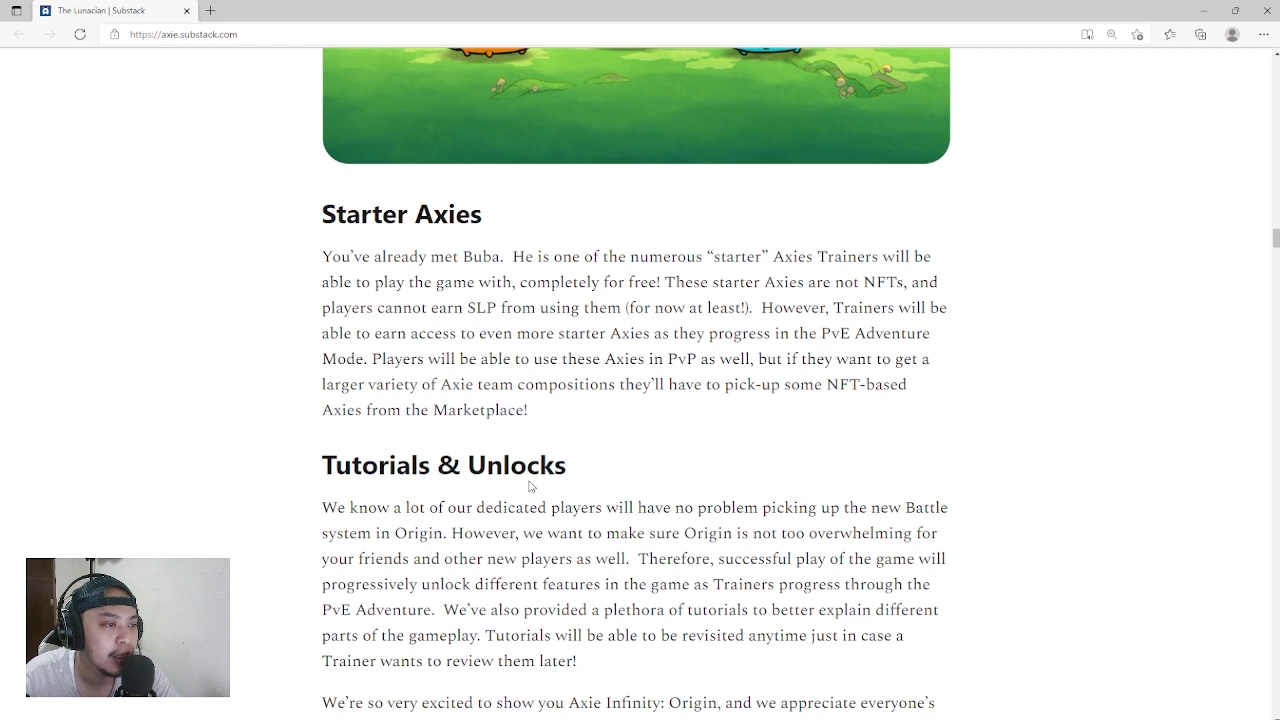 The Lunacian | Substack
https://axie.substack.com
Starter Axies
You've already met Buba.  He is one of the numerous “starter” Axies Trainers will be
able to play the game with, completely for free! These starter Axies are not NFTs, and
players cannot earn SLP from using them (for now at least!).  However, Trainers will be
able to earn access to even more starter Axies as they progress in the PvE Adventure
Mode. Players will be able to use these Axies in PvP as well, but if they want to get a
larger variety of Axie team compositions they'll have to pick-up some NFT-based
Axies from the Marketplace!
Tutorials & Unlocks
We know a lot of our dedicated players will have no problem picking up the new Battle
system in Origin. However, we want to make sure Origin is not too overwhelming for
your friends and other new players as well.  Therefore, successful play of the game will
progressively unlock different features in the game as Trainers progress through the
PvE Adventure.  We've also provided a plethora of tutorials to better explain different
parts of the gameplay. Tutorials will be able to be revisited anytime just in case a
Trainer wants to review them later!
We're so very excited to show you Axie Infinity: Origin, and we appreciate everyone's